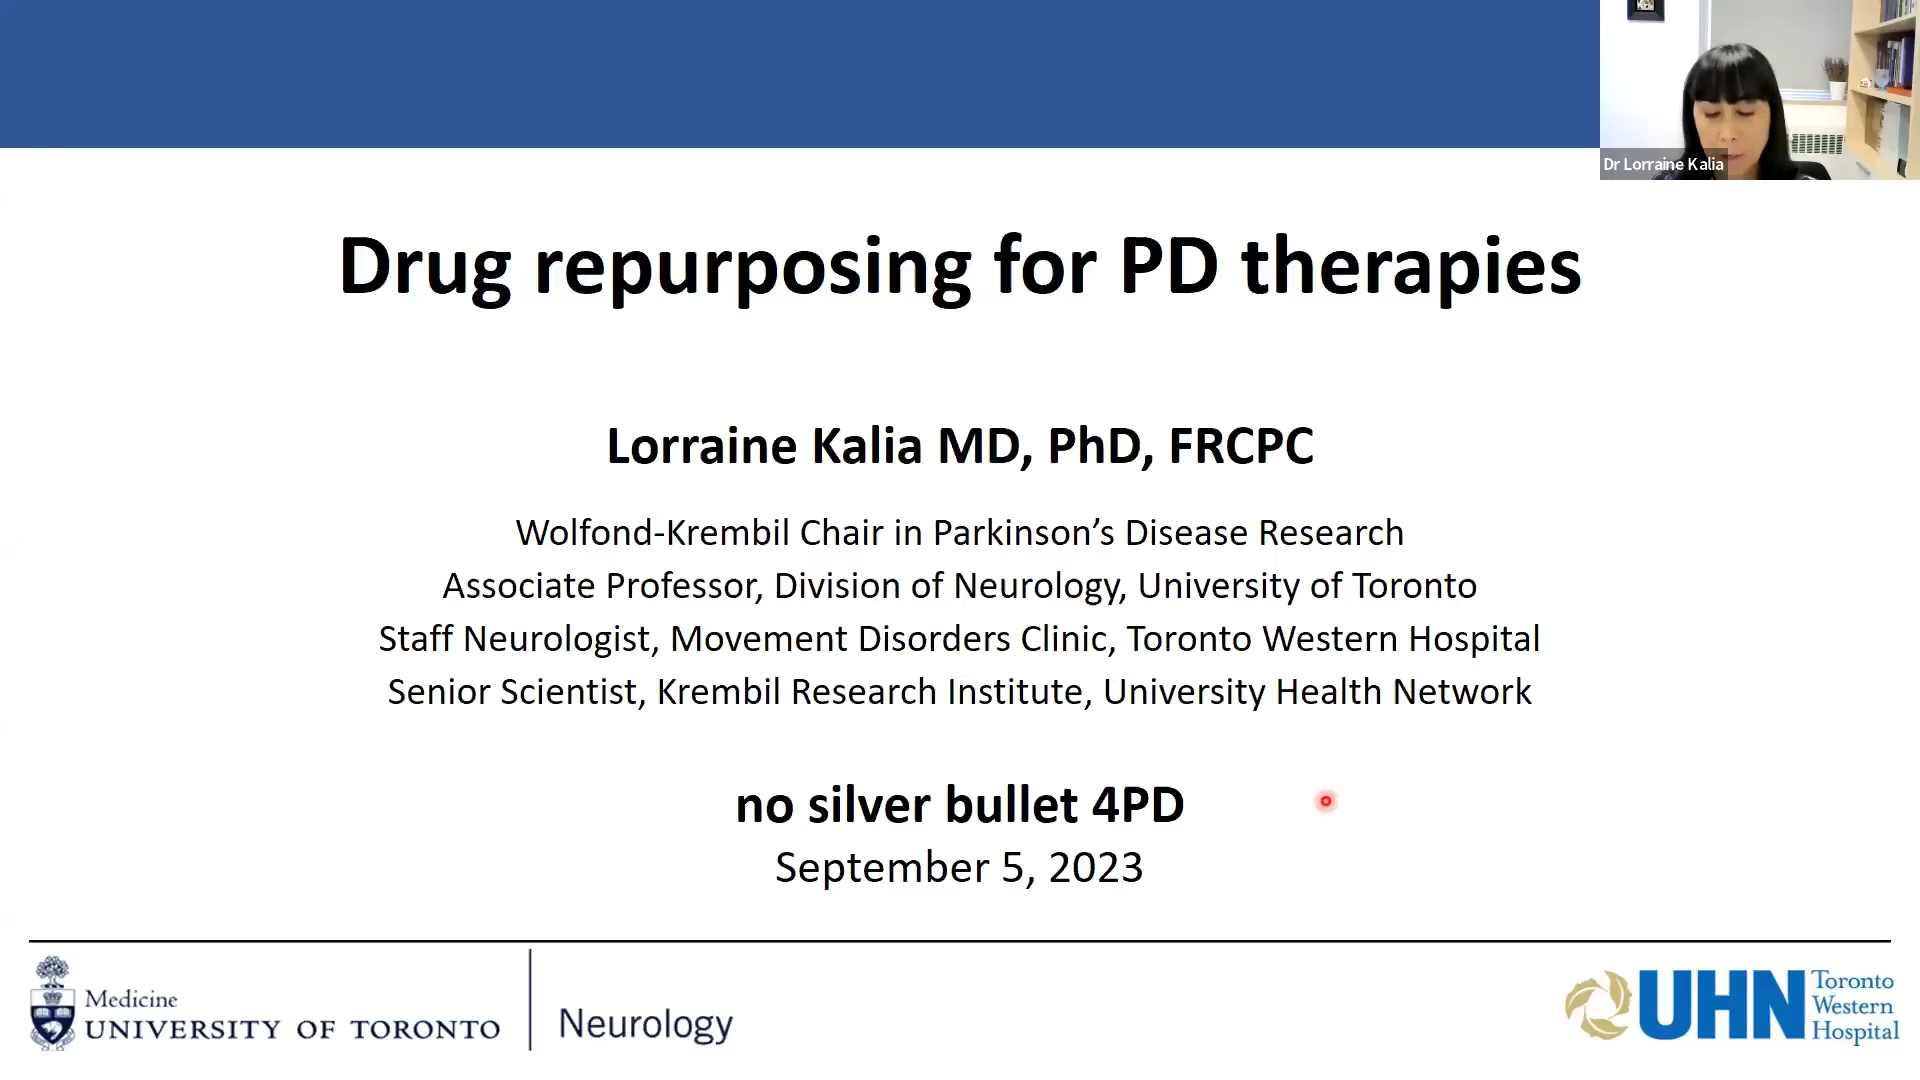 Dr Lorraine Kalia
Drug repurposing for PD therapies
Lorraine Kalia MD, PhD, FRCPC
Wolfond-Krembil Chair in Parkinson’s Disease Research
Associate Professor, Division of Neurology, University of Toronto
Staff Neurologist, Movement Disorders Clinic, Toronto Western Hospital
Senior Scientist, Krembil Research Institute, University Health Network
no silver bullet 4PD
September 5, 2023
Medicine
UNIVERSITY OF TORONTO
Neurology
UHN
Toronto
Western
Hospital